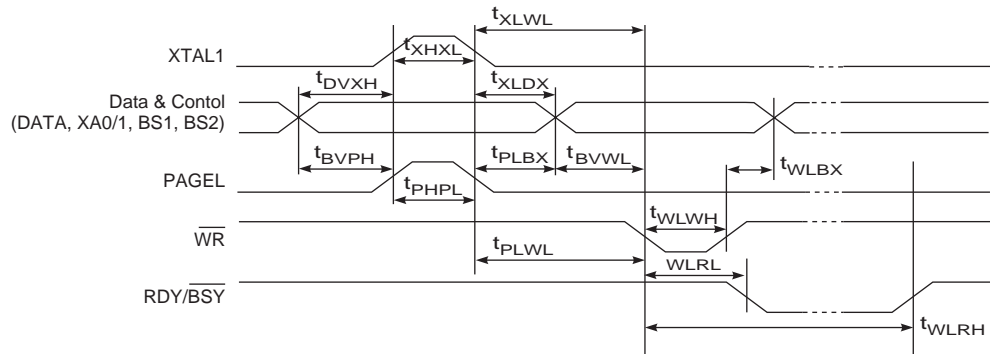 tXLWL
XTAL1
tXHXL
tDVXH
tXLDX
Data & Contol
(DATA, XA0/1, BS1, BS2)
tBVPH
tPLBX
tBVWL
tWLBX
PAGEL
tPHPL
tWLWH
WR
tPLWL
WLRL
RDY/BSY
tWLRH